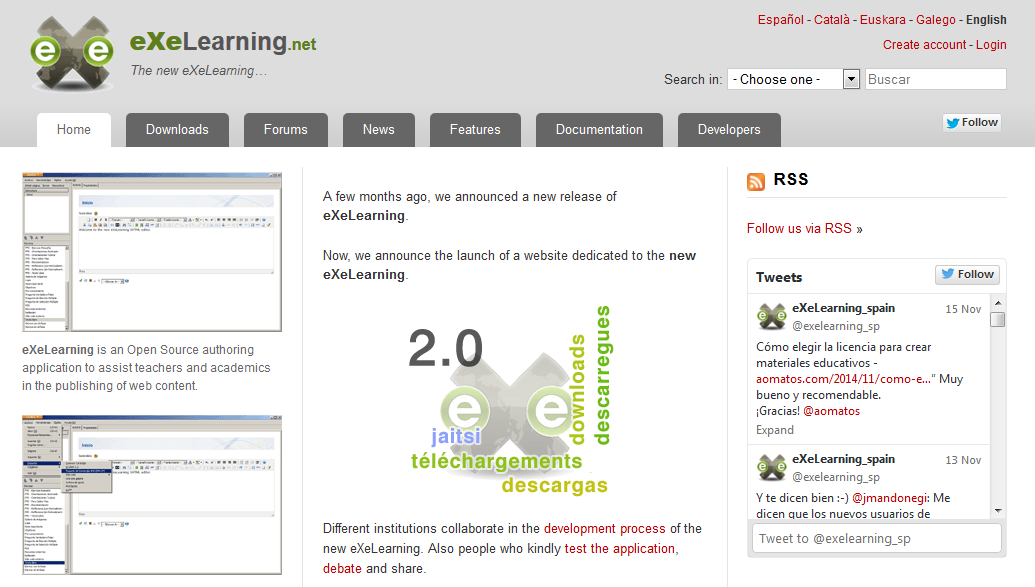 Español - Català - Euskara - Galego - English
eXeLearning.net
The new eXeLearning...
Create account - Login
Search in: - Choose one - Buscar
Home Downloads Forums News Features Documentation Developers
Follow
eXeLearning is an Open Source authoring
application to assist teachers and academics
in the publishing of web content.
A few months ago, we announced a new release of
eXeLearning.
Now, we announce the launch of a website dedicated to the new
eXeLearning.
2.0
e e
jaitsi
téléchargements
descargas
downloads
descarregues
Different institutions collaborate in the development process of the
new eXeLearning. Also people who kindly test the application,
debate and share.
RSS
Follow us via RSS »
Tweets
Follow
eXeLearning_spain 15 Nov
@exelearning_sp
Cómo elegir la licencia para crear
materiales educativos -
aomatos.com/2014/11/como-e..." Muy
bueno y recomendable.
¡Gracias! @aomatos
Expand
eXeLearning_spain 13 Nov
@exelearning_sp
Y te dicen bien :-) @jmandonegi: Me
dicen que los nuevos usuarios de
Tweet to @exelearning_sp